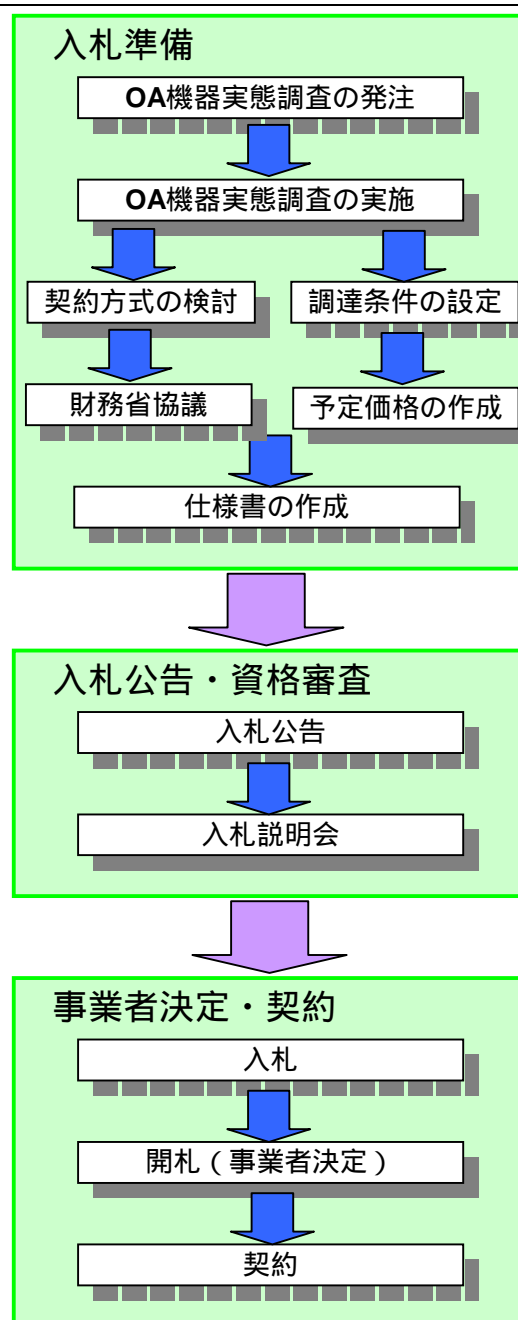 入札準備
OA機器実態調査の発注
OA機器実態調査の実施
契約方式の検討
調達条件の設定
財務省協議
予定価格の作成
仕様書の作成
入札公告・資格審査
入札公告
入札説明会
事業者決定・契約
入札
開札（事業者決定）
契約